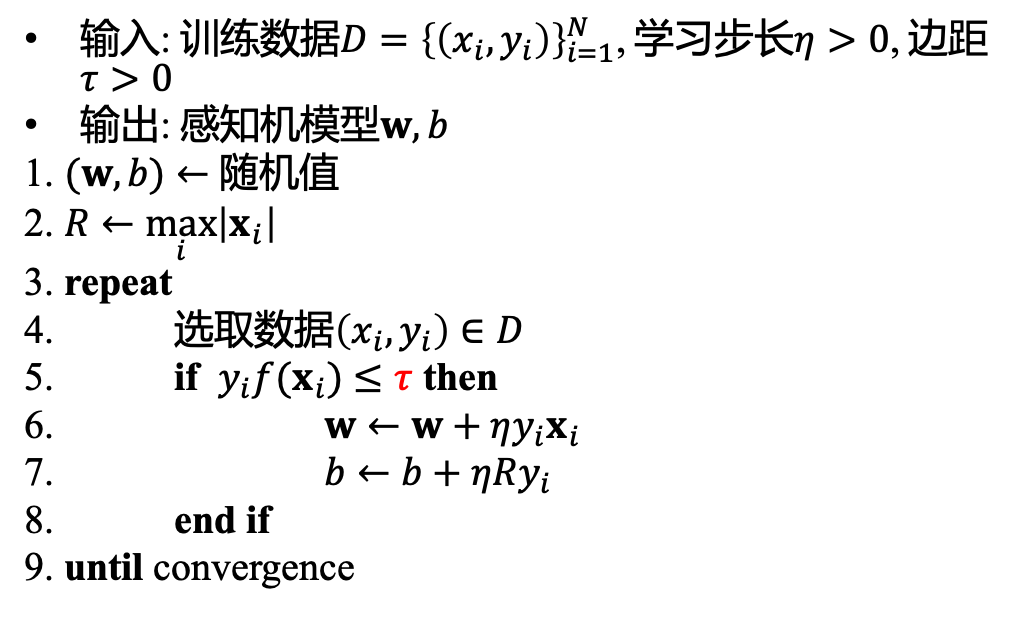 • 输入: 训练数据D = {(xᵢ, yᵢ)}ᵢ₌₁ᴺ, 学习步长η > 0, 边距
τ > 0
• 输出: 感知机模型w, b
1. (w, b) ← 随机值
2. R ← maxᵢ|xᵢ|
3. repeat
4. 选取数据(xᵢ, yᵢ) ∈ D
5. if yᵢf(xᵢ) ≤ τ then
6. w ← w + ηyᵢxᵢ
7. b ← b + ηRyᵢ
8. end if
9. until convergence